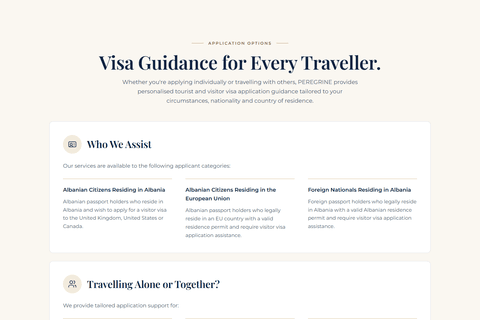 APPLICATION OPTIONS
Visa Guidance for Every Traveller.
Whether you're applying individually or travelling with others, PEREGRINE provides
personalised tourist and visitor visa application guidance tailored to your
circumstances, nationality and country of residence.
Who We Assist
Our services are available to the following applicant categories:
Albanian Citizens Residing in Albania
Albanian passport holders who reside in
Albania and wish to apply for a visitor visa
to the United Kingdom, United States or
Canada.
Albanian Citizens Residing in the
European Union
Albanian passport holders who legally
reside in an EU country with a valid
residence permit and require visitor visa
application assistance.
Foreign Nationals Residing in Albania
Foreign passport holders who legally reside
in Albania with a valid Albanian residence
permit and require visitor visa application
assistance.
Travelling Alone or Together?
We provide tailored application support for: